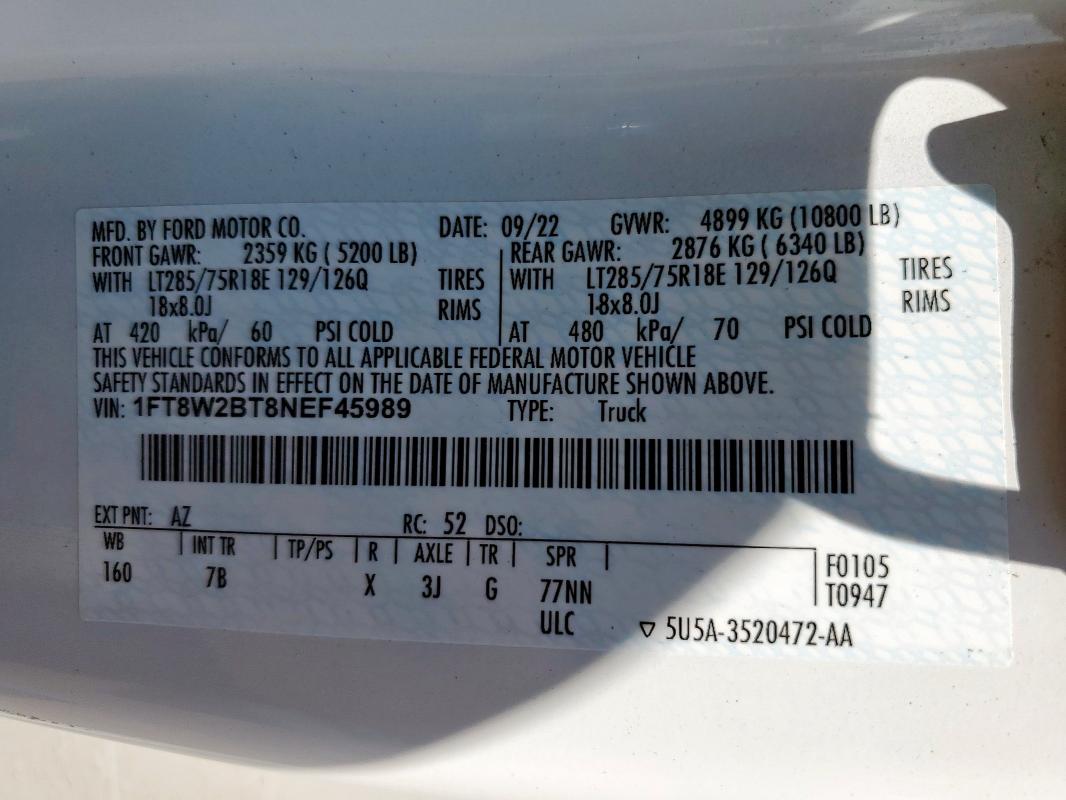 MFD. BY FORD MOTOR CO. DATE: 09/22 GVWR: 4899 KG (10800 LB)
FRONT GAWR: 2359 KG ( 5200 LB) REAR GAWR: 2876 KG ( 6340 LB)
WITH LT285/75R18E 129/126Q TIRES WITH LT285/75R18E 129/126Q TIRES
18x8.0J RIMS 18x8.0J RIMS
AT 420 kPa/ 60 PSI COLD AT 480 kPa/ 70 PSI COLD
THIS VEHICLE CONFORMS TO ALL APPLICABLE FEDERAL MOTOR VEHICLE
SAFETY STANDARDS IN EFFECT ON THE DATE OF MANUFACTURE SHOWN ABOVE.
VIN: 1FT8W2BT8NEF45989 TYPE: Truck
EXT PNT: AZ RC: 52 DSO:
WB | INT TR | TP/PS | R | AXLE | TR | SPR | F0105
160 7B X 3J G 77NN T0947
ULC ▽ 5U5A-3520472-AA